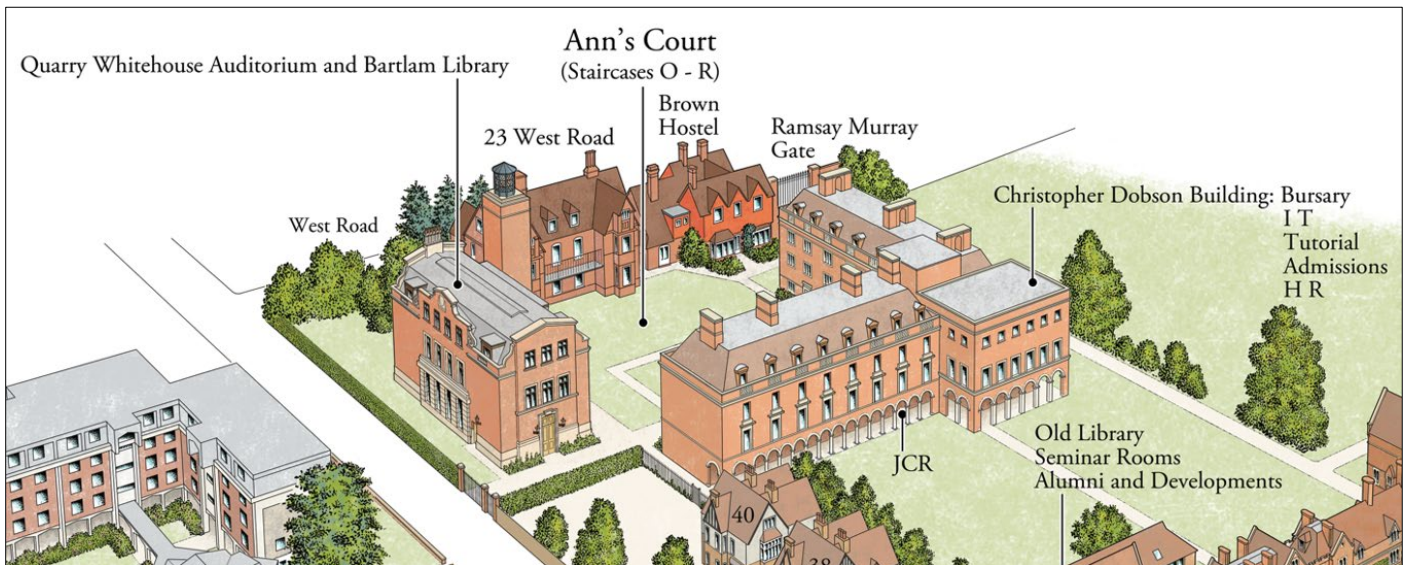 Ann's Court
(Staircases O - R)
Quarry Whitehouse Auditorium and Bartlam Library
Brown
Hostel
23 West Road
Ramsay Murray
Gate
Christopher Dobson Building: Bursary
I T
Tutorial
Admissions
H R
West Road
Old Library
Seminar Rooms
Alumni and Developments
JCR
40
38